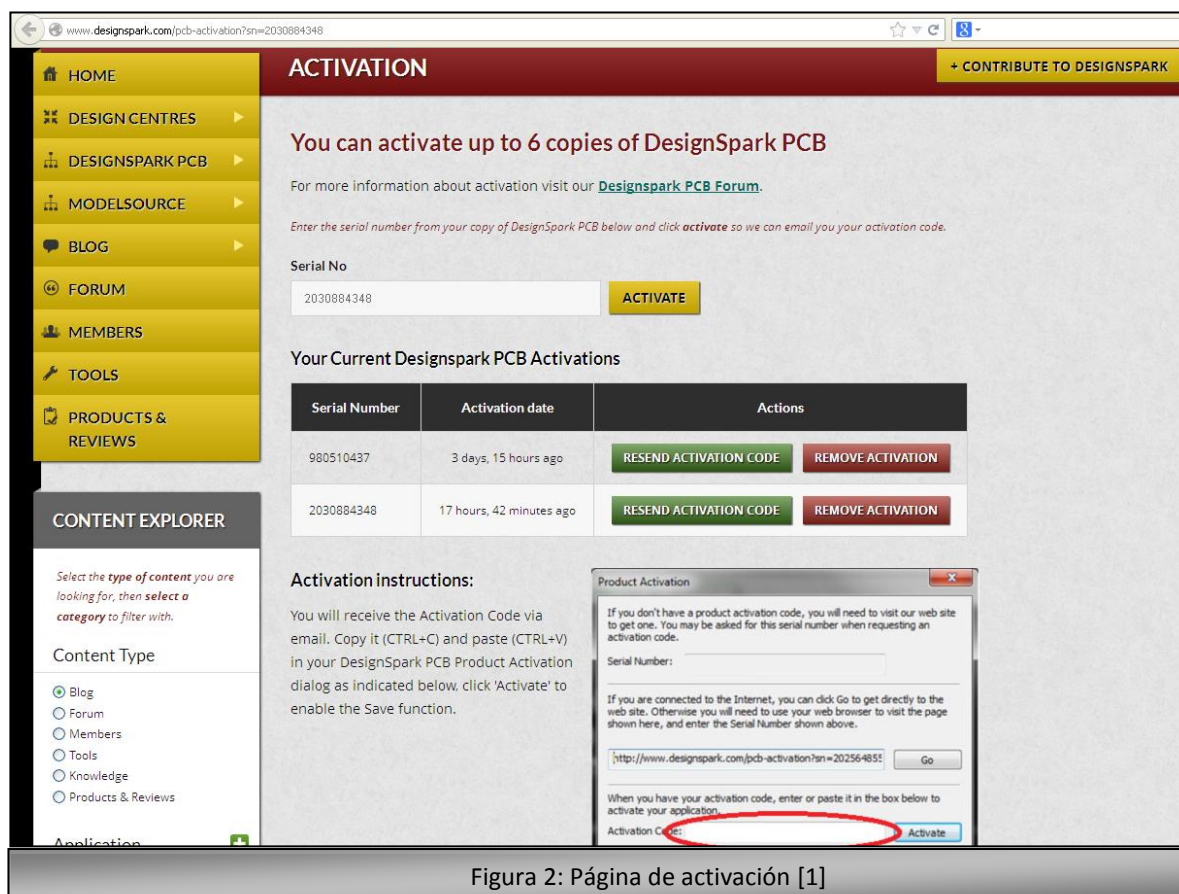 www.designspark.com/pcb-activation?sn=2030884348
HOME
DESIGN CENTRES
DESIGNSPARK PCB
MODELSOURCE
BLOG
FORUM
MEMBERS
TOOLS
PRODUCTS &
REVIEWS
CONTENT EXPLORER
Select the type of content you are
looking for, then select a
category to filter with.
Content Type
Blog
Forum
Members
Tools
Knowledge
Products & Reviews
Application
ACTIVATION
+ CONTRIBUTE TO DESIGNSPARK
You can activate up to 6 copies of DesignSpark PCB
For more information about activation visit our Designspark PCB Forum.
Enter the serial number from your copy of DesignSpark PCB below and click activate so we can email you your activation code.
Serial No
2030884348
ACTIVATE
Your Current Designspark PCB Activations
Serial Number Activation date Actions
980510437 3 days, 15 hours ago RESEND ACTIVATION CODE REMOVE ACTIVATION
2030884348 17 hours, 42 minutes ago RESEND ACTIVATION CODE REMOVE ACTIVATION
Activation instructions:
You will receive the Activation Code via
email. Copy it (CTRL+C) and paste (CTRL+V)
in your DesignSpark PCB Product Activation
dialog as indicated below, click 'Activate' to
enable the Save function.
Product Activation
If you don't have a product activation code, you will need to visit our web site
to get one. You may be asked for this serial number when requesting an
activation code.
Serial Number:
If you are connected to the Internet, you can click Go to get directly to the
web site. Otherwise you will need to use your web browser to visit the page
shown here, and enter the Serial Number shown above.
http://www.designspark.com/pcb-activation?sn=202564855
Go
When you have your activation code, enter or paste it in the box below to
activate your application.
Activation Code:
Activate
Figura 2: Página de activación [1]